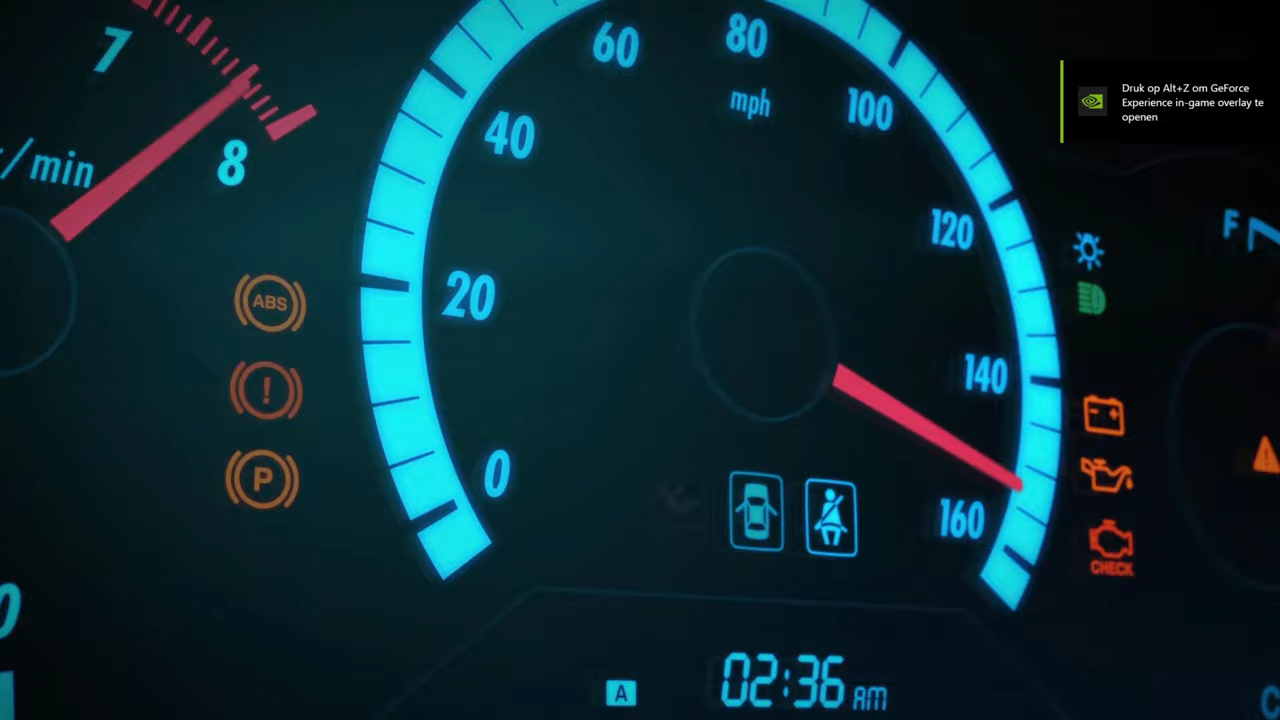 7
8
/min
0
0
20
40
60
80
100
120
140
160
mph
Druk op Alt+Z om GeForce
Experience in-game overlay te
openen
F
ABS
!
P
CHECK
A
02:36 AM
C